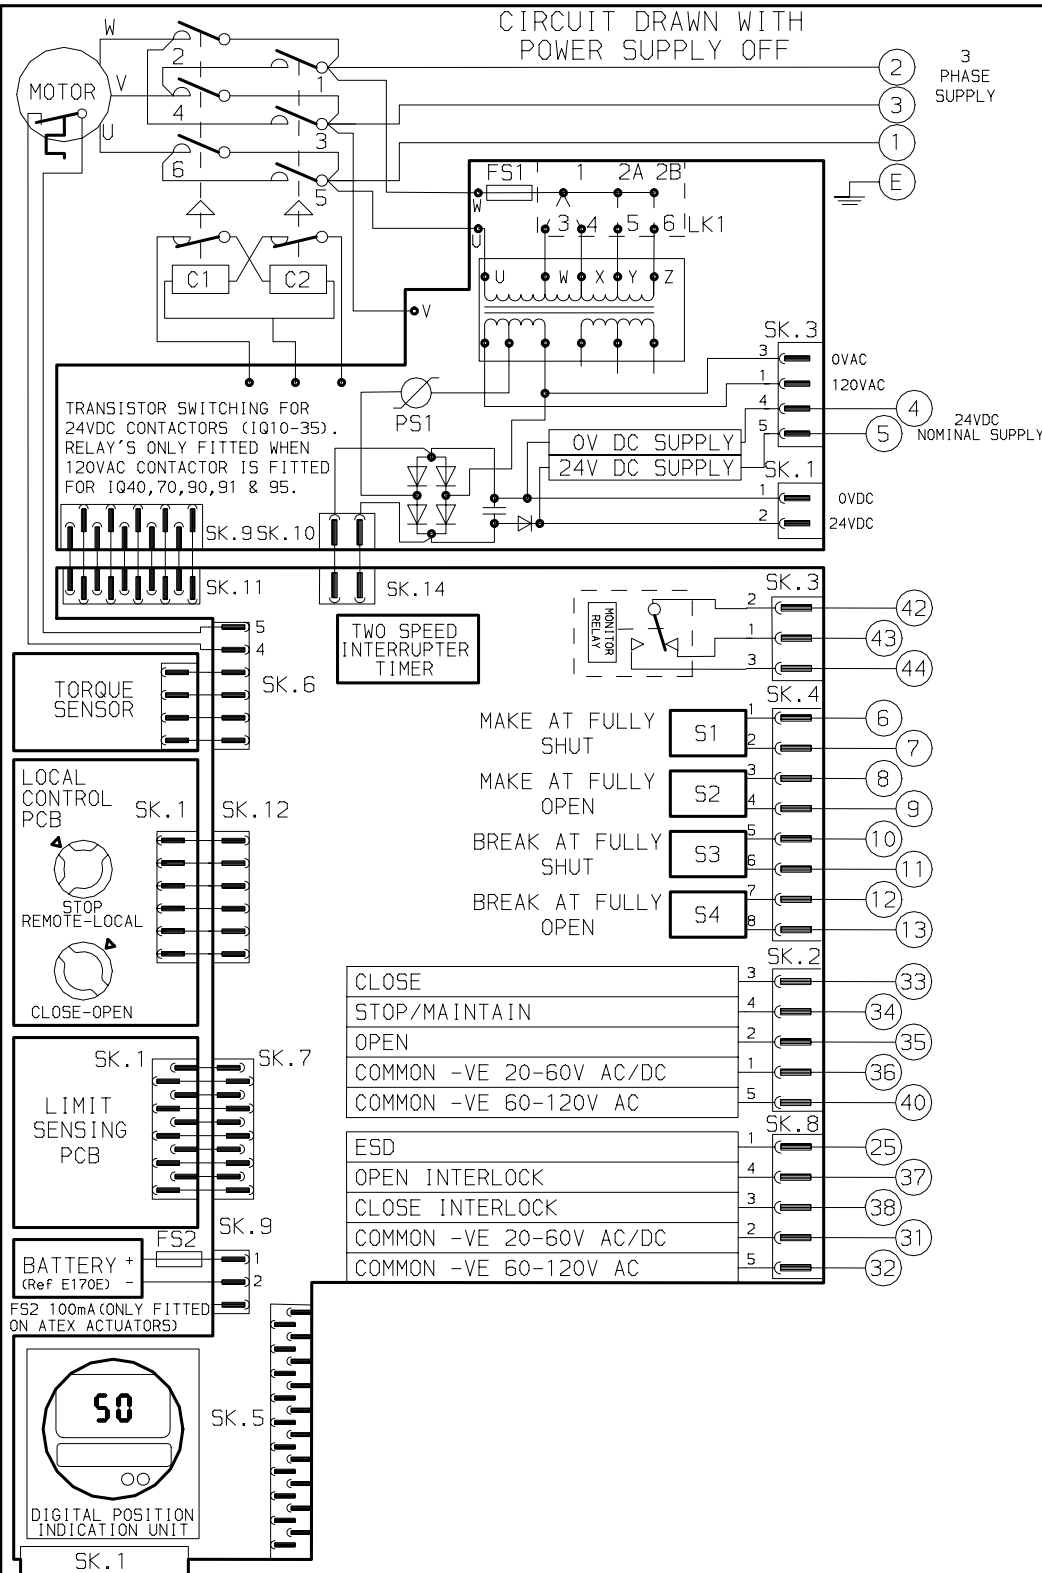 CIRCUIT DRAWN WITH
POWER SUPPLY OFF
W
2
1
2
3
PHASE
SUPPLY
MOTOR
V
4
3
3
U
6
5
1
E
FS1
1
2A
2B
W
U
3
4
5
6
LK1
C1
C2
U
W
X
Y
Z
V
SK.3
3
0VAC
1
120VAC
4
4
24VDC
NOMINAL SUPPLY
5
5
PS1
0V DC SUPPLY
24V DC SUPPLY
SK.1
1
0VDC
2
24VDC
TRANSISTOR SWITCHING FOR
24VDC CONTACTORS (IQ10-35).
RELAY'S ONLY FITTED WHEN
120VAC CONTACTOR IS FITTED
FOR IQ40,70,90,91 & 95.
SK.9
SK.10
SK.11
SK.14
TWO SPEED
INTERRUPTER
TIMER
MONITOR
RELAY
SK.3
2
42
1
43
3
44
5
4
SK.6
TORQUE
SENSOR
SK.4
MAKE AT FULLY
SHUT
S1
1
6
2
7
MAKE AT FULLY
OPEN
S2
3
8
4
9
BREAK AT FULLY
SHUT
S3
5
10
6
11
BREAK AT FULLY
OPEN
S4
7
12
8
13
LOCAL
CONTROL
PCB
SK.1
SK.12
STOP
REMOTE-LOCAL
CLOSE-OPEN
SK.2
CLOSE
3
33
STOP/MAINTAIN
4
34
OPEN
2
35
COMMON -VE 20-60V AC/DC
1
36
COMMON -VE 60-120V AC
5
40
SK.8
ESD
1
25
OPEN INTERLOCK
4
37
CLOSE INTERLOCK
3
38
COMMON -VE 20-60V AC/DC
2
31
COMMON -VE 60-120V AC
5
32
SK.1
SK.7
LIMIT
SENSING
PCB
SK.9
FS2
BATTERY
(Ref E170E)
+
-
1
2
FS2 100mA(ONLY FITTED
ON ATEX ACTUATORS)
50
SK.5
DIGITAL POSITION
INDICATION UNIT
SK.1